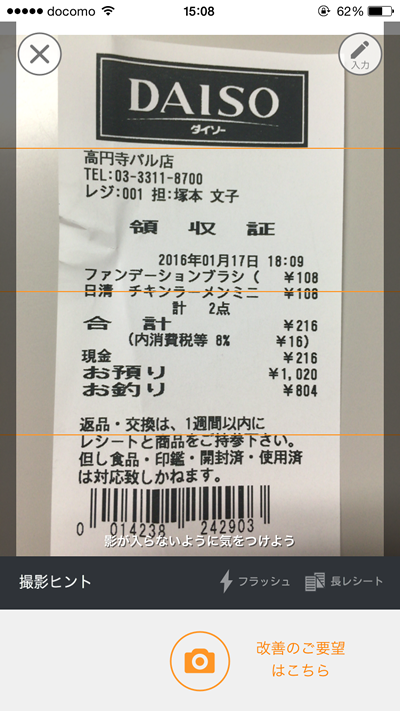 docomo 15:08 62%
入力
DAISO
ダイソー
高円寺パル店
TEL:03-3311-8700
レジ:001 担:塚本 文子
領 収 証
2016年01月17日 18:09
ファンデーションブラシ( ¥108
日清 チキンラーメンミニ ¥108
計 2点
合 計 ¥216
(内消費税等 8% ¥16)
現金 ¥216
お預り ¥1,020
お釣り ¥804
返品・交換は、1週間以内に
レシートと商品をご持参下さい。
但し食品・印鑑・開封済・使用済
は対応致しかねます。
0 014238 242903
影が入らないように気をつけよう
撮影ヒント フラッシュ 長レシート
改善のご要望
はこちら